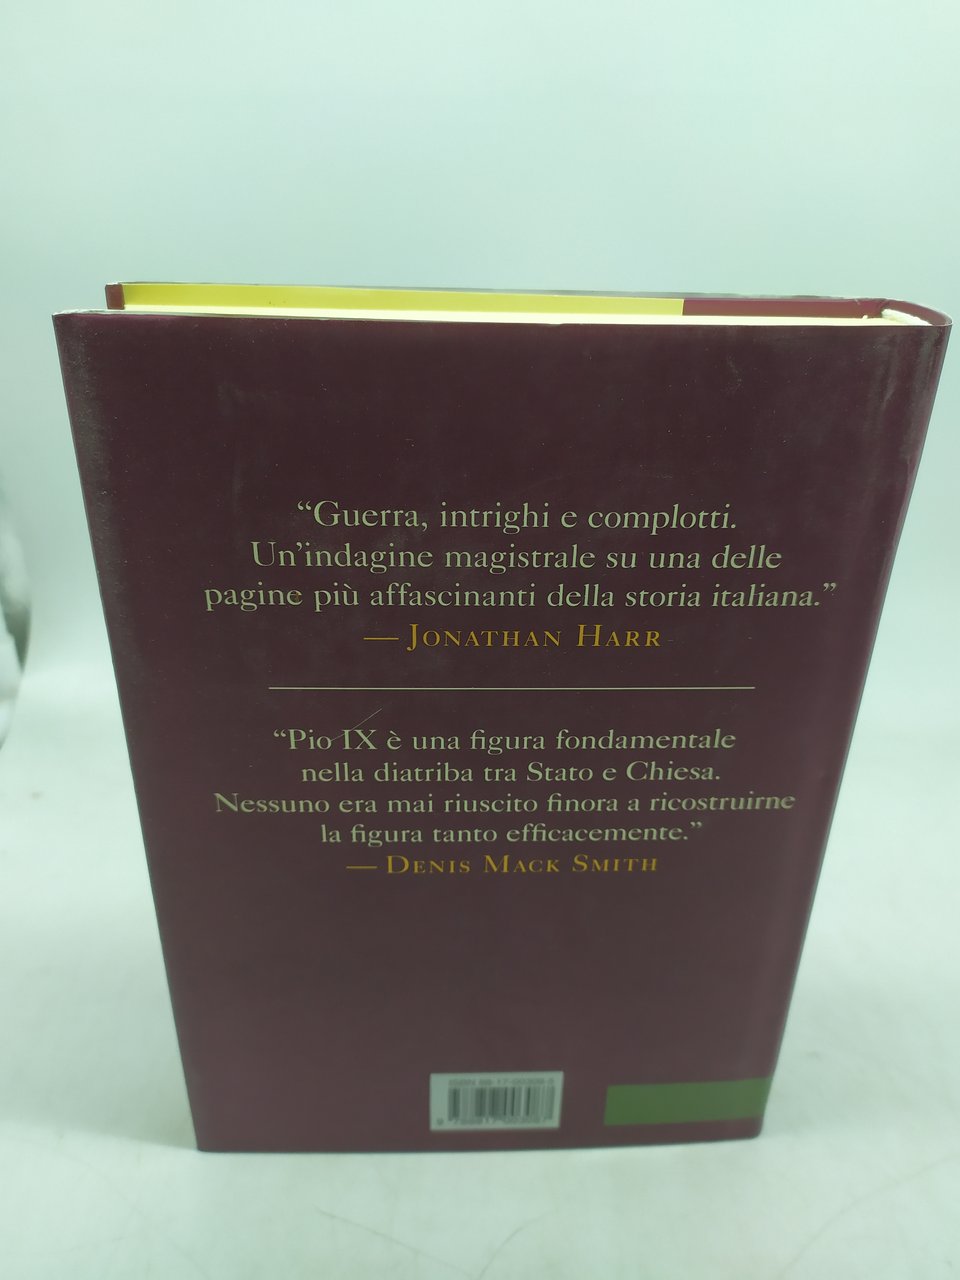 “Guerra, intrighi e complotti.
Un’indagine magistrale su una delle
pagine più affascinanti della storia italiana.”
— JONATHAN HARR
“Pio IX è una figura fondamentale
nella diatriba tra Stato e Chiesa.
Nessuno era mai riuscito finora a ricostruirne
la figura tanto efficacemente.”
— DENIS MACK SMITH
ISBN